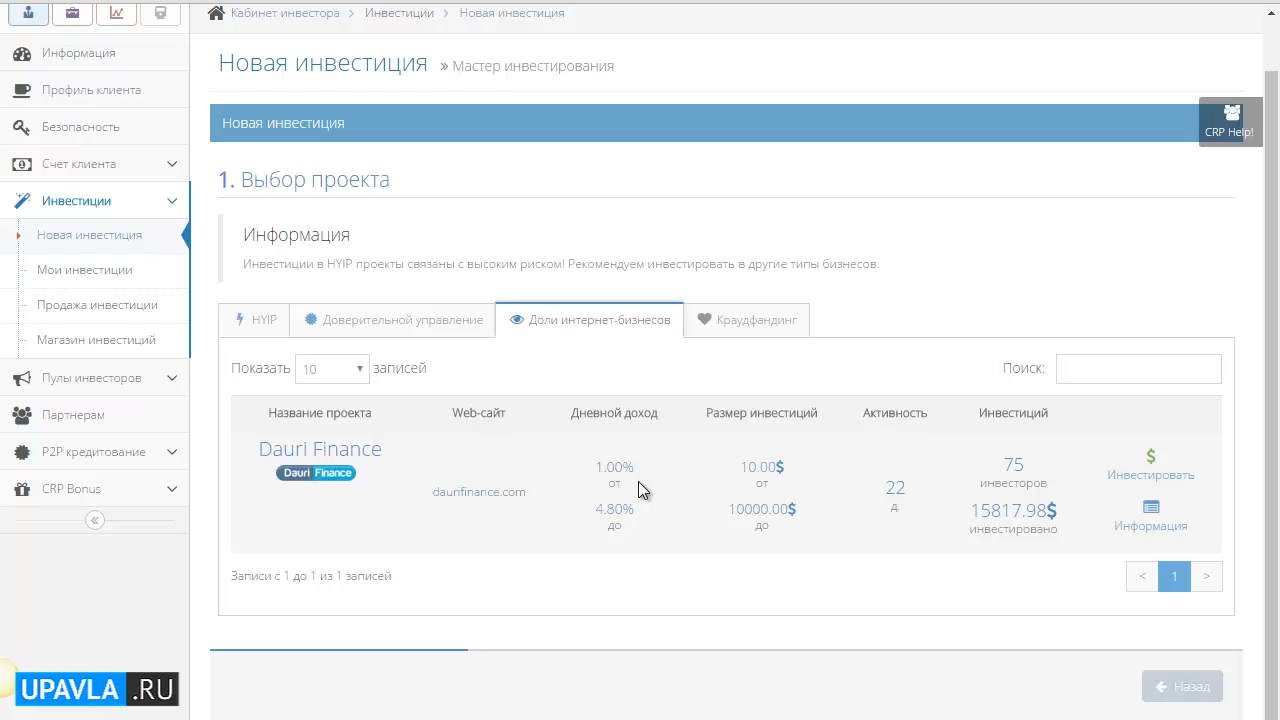 Кабинет инвестора > Инвестиции > Новая инвестиция
Информация
Профиль клиента
Безопасность
Счет клиента
Инвестиции
Новая инвестиция
Мои инвестиции
Продажа инвестиции
Магазин инвестиций
Пулы инвесторов
Партнерам
P2P кредитование
CRP Bonus
«
UPAVLA.RU
Новая инвестиция » Мастер инвестирования
Новая инвестиция
CRP Help!
1. Выбор проекта
Информация
Инвестиции в HYIP проекты связаны с высоким риском! Рекомендуем инвестировать в другие типы бизнесов.
HYIP Доверительной управление Доли интернет-бизнесов Краудфандинг
Показать 10 записей Поиск:
Название проекта Web-сайт Дневной доход Размер инвестиций Активность Инвестиций
Dauri Finance
Dauri Finance
daurifinance.com
1.00%
от
4.80%
до
10.00$
от
10000.00$
до
22
д.
75
инвесторов
15817.98$
инвестировано
$
Инвестировать
Информация
Записи с 1 до 1 из 1 записей
< 1 >
Назад